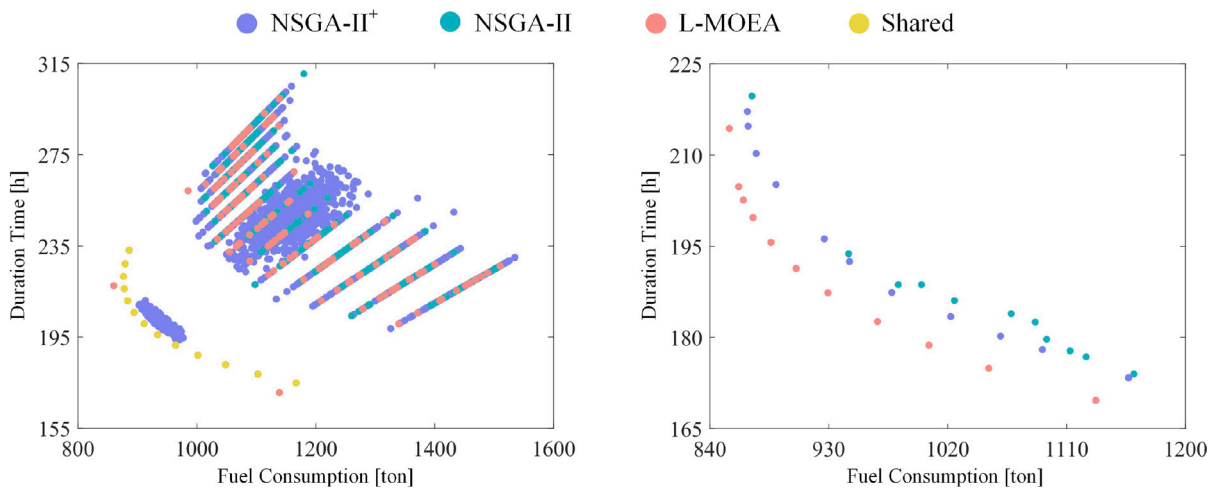 NSGA-II⁺ NSGA-II L-MOEA Shared
315
275
235
195
155
Duration Time [h]
800 1000 1200 1400 1600
Fuel Consumption [ton]
225
210
195
180
165
Duration Time [h]
840 930 1020 1110 1200
Fuel Consumption [ton]